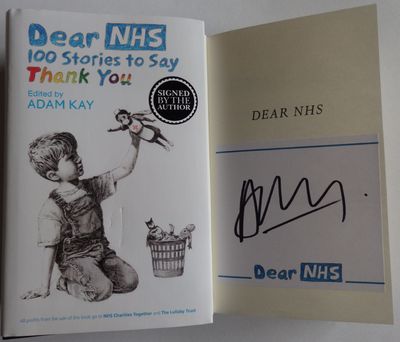 Dear NHS
100 Stories to Say
Thank You
Edited by
ADAM KAY
SIGNED
BY THE
AUTHOR
All profits from the sale of this book go to NHS Charities Together and The Lullaby Trust
DEAR NHS
Dear NHS